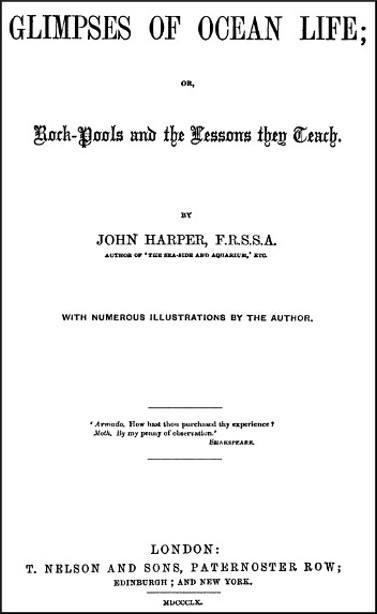 GLIMPSES OF OCEAN LIFE;
OR,
Rock-Pools and the Lessons they Teach.
BY
JOHN HARPER, F.R.S.S.A.
AUTHOR OF 'THE SEA-SIDE AND AQUARIUM,' ETC.
WITH NUMEROUS ILLUSTRATIONS BY THE AUTHOR.
'Armado. How hast thou purchased thy experience?
Moth. By my penny of observation.'
SHAKSPEARE.
LONDON:
T. NELSON AND SONS, PATERNOSTER ROW;
EDINBURGH; AND NEW YORK.
MDCCCLX.